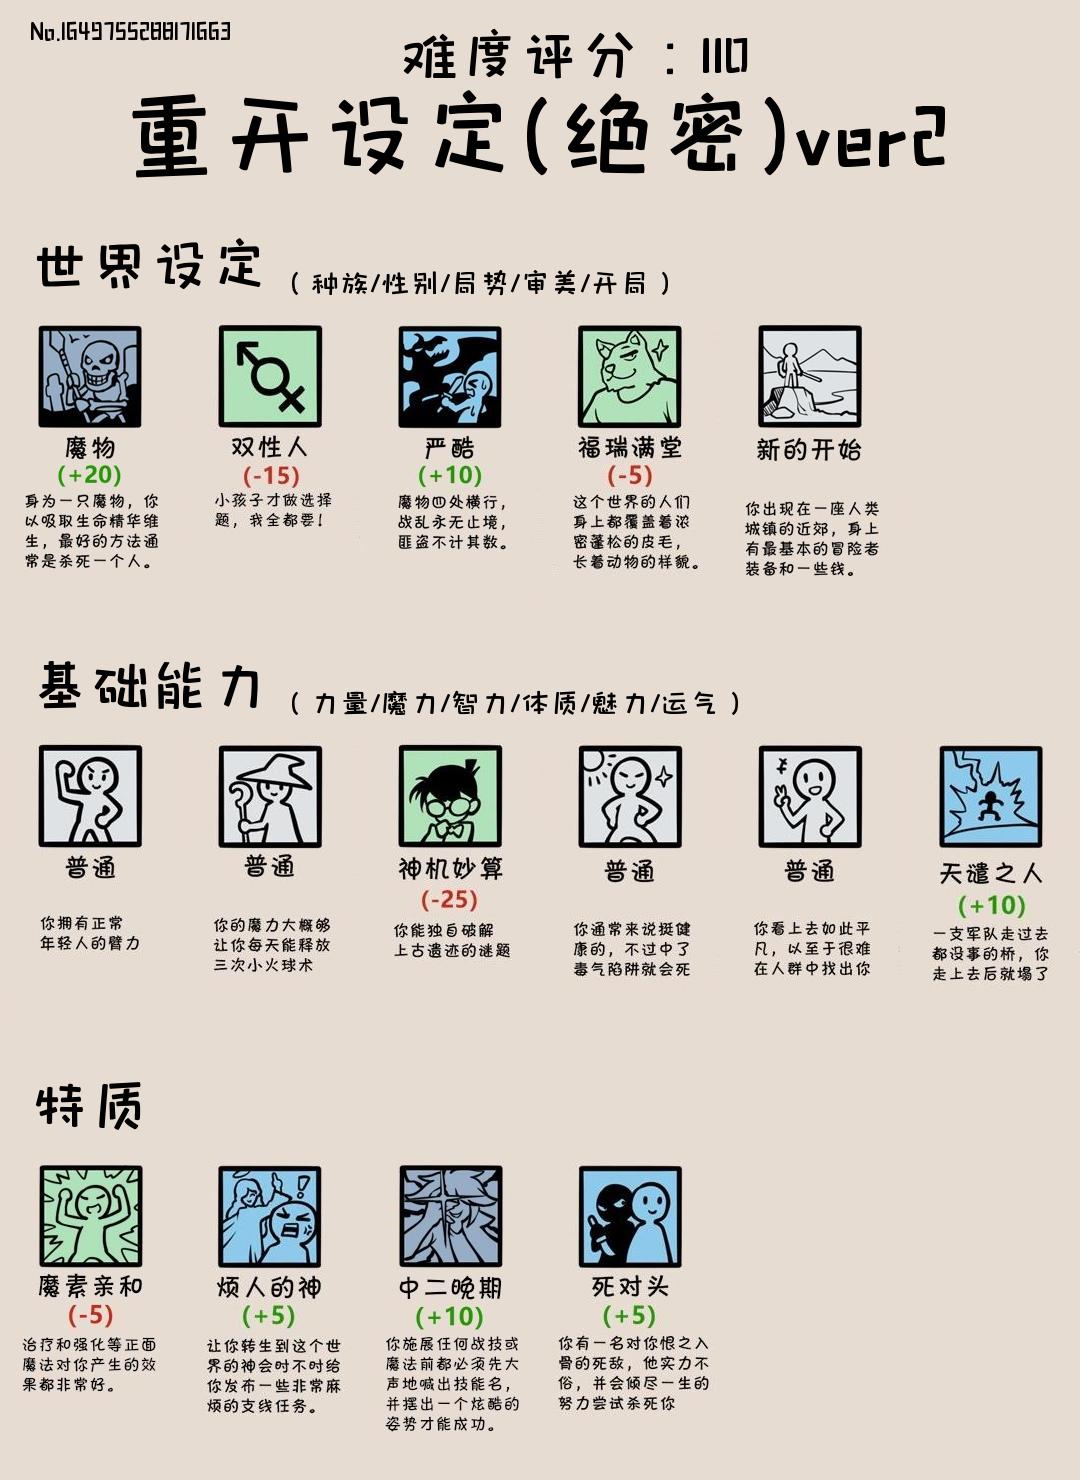 No.1649755288171663
难度评分：110
重开设定(绝密)ver2
世界设定 (种族/性别/局势/审美/开局)
魔物
(+20)
身为一只魔物，你
以吸取生命精华维
生，最好的方法通
常是杀死一个人。
双性人
(-15)
小孩子才做选择
题，我全都要！
严酷
(+10)
魔物四处横行，
战乱永无止境，
匪盗不计其数。
福瑞满堂
(-5)
这个世界的人们
身上都覆盖着浓
密蓬松的皮毛，
长着动物的样貌。
新的开始
你出现在一座人类
城镇的近郊，身上
有最基本的冒险者
装备和一些钱。
基础能力 (力量/魔力/智力/体质/魅力/运气)
普通
你拥有正常
年轻人的臂力
普通
你的魔力大概够
让你每天能释放
三次小火球术
神机妙算
(-25)
你能独自破解
上古遗迹的谜题
普通
你通常来说挺健
康的，不过中了
毒气陷阱就会死
普通
你看上去如此平
凡，以至于很难
在人群中找出你
天谴之人
(+10)
一支军队走过去
都没事的桥，你
走上去后就塌了
特质
魔素亲和
(-5)
治疗和强化等正面
魔法对你产生的效
果都非常好。
烦人的神
(+5)
让你转生到这个世
界的神会时不时给
你发布一些非常麻
烦的支线任务。
中二晚期
(+10)
你施展任何战技或
魔法前都必须先大
声地喊出技能名，
并摆出一个炫酷的
姿势才能成功。
死对头
(+5)
你有一名对你恨之入
骨的死敌，他实力不
俗，并会倾尽一生的
努力尝试杀死你